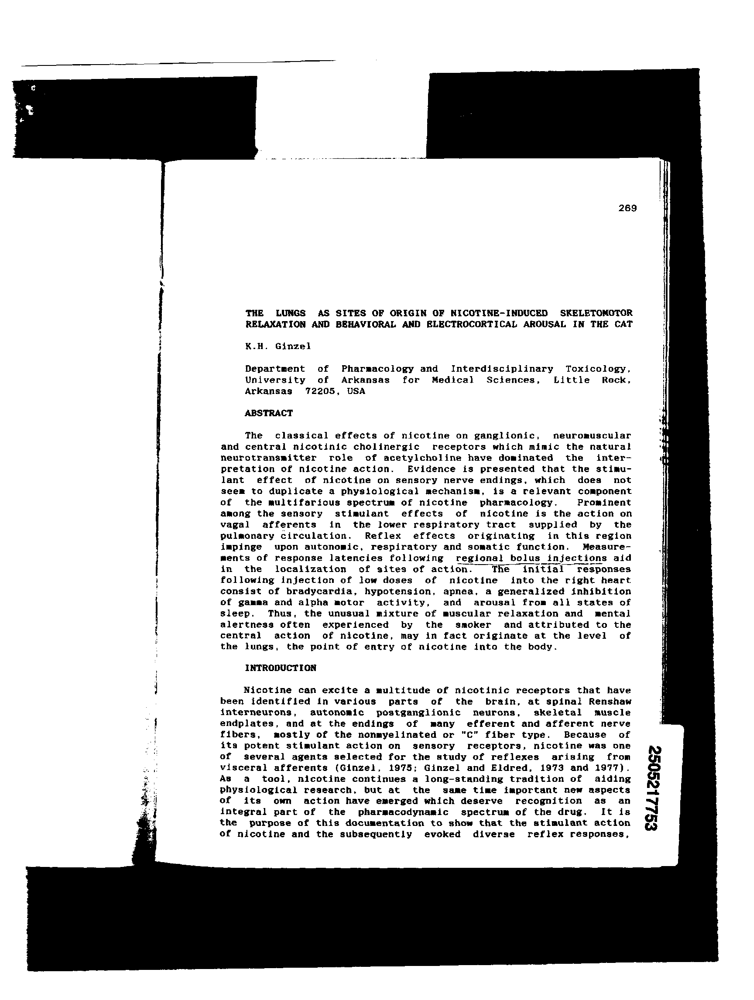 269
THE LUNGS AS SITES OF ORIGIN OF NICOTINE-INDUCED SKELETOMOTOR
RELAXATION AND BEHAVIORAL AND ELECTROCORTICAL AROUSAL IN THE CAT
K.H. Ginzel
Department of Pharmacology and Interdisciplinary Toxicology,
University of Arkansas for Medical Sciences, Little Rock,
Arkansas 72205, USA
ABSTRACT
The classical effects of nicotine on ganglionic, neuromuscular
and central nicotinic cholinergic receptors which mimic the natural
neurotransmitter role of acetylcholine have dominated the inter-
pretation of nicotine action. Evidence is presented that the stimu-
lant effect of nicotine on sensory nerve endings, which does not
seem to duplicate a physiological mechanism, is a relevant component
of the multifarious spectrum of nicotine pharmacology. Prominent
among the sensory stimulant effects of nicotine is the action on
vagal afferents in the lower respiratory tract supplied by the
pulmonary circulation. Reflex effects originating in this region
impinge upon autonomic, respiratory and somatic function. Measure-
ments of response latencies following regional bolus injections aid
in the localization of sites of action. The initial responses
following injection of low doses of nicotine into the right heart
consist of bradycardia, hypotension, apnea, a generalized inhibition
of gamma and alpha motor activity, and arousal from all states of
sleep. Thus, the unusual mixture of muscular relaxation and mental
alertness often experienced by the smoker and attributed to the
central action of nicotine, may in fact originate at the level of
the lungs, the point of entry of nicotine into the body.
INTRODUCTION
Nicotine can excite a multitude of nicotinic receptors that have
been identified in various parts of the brain, at spinal Renshaw
interneurons, autonomic postganglionic neurons, skeletal muscle
endplates, and at the endings of many efferent and afferent nerve
fibers, mostly of the nonmyelinated or "C" fiber type. Because of
its potent stimulant action on sensory receptors, nicotine was one
of several agents selected for the study of reflexes arising from
visceral afferents (Ginzel, 1975; Ginzel and Eldred, 1973 and 1977).
As a tool, nicotine continues a long-standing tradition of aiding
physiological research, but at the same time important new aspects
of its own action have emerged which deserve recognition as an
integral part of the pharmacodynamic spectrum of the drug. It is
the purpose of this documentation to show that the stimulant action
of nicotine and the subsequently evoked diverse reflex responses,
2505217753